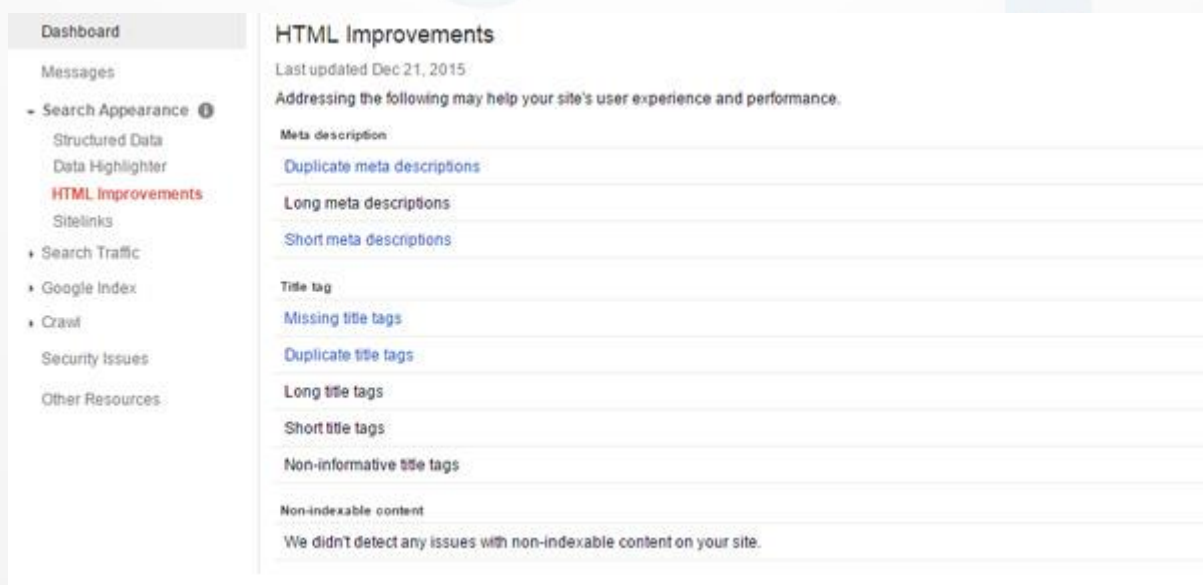 Dashboard
Messages
Search Appearance
Structured Data
Data Highlighter
HTML Improvements
Sitelinks
Search Traffic
Google Index
Crawl
Security Issues
Other Resources
HTML Improvements
Last updated Dec 21, 2015
Addressing the following may help your site's user experience and performance.
Meta description
Duplicate meta descriptions
Long meta descriptions
Short meta descriptions
Title tag
Missing title tags
Duplicate title tags
Long title tags
Short title tags
Non-informative title tags
Non-indexable content
We didn't detect any issues with non-indexable content on your site.